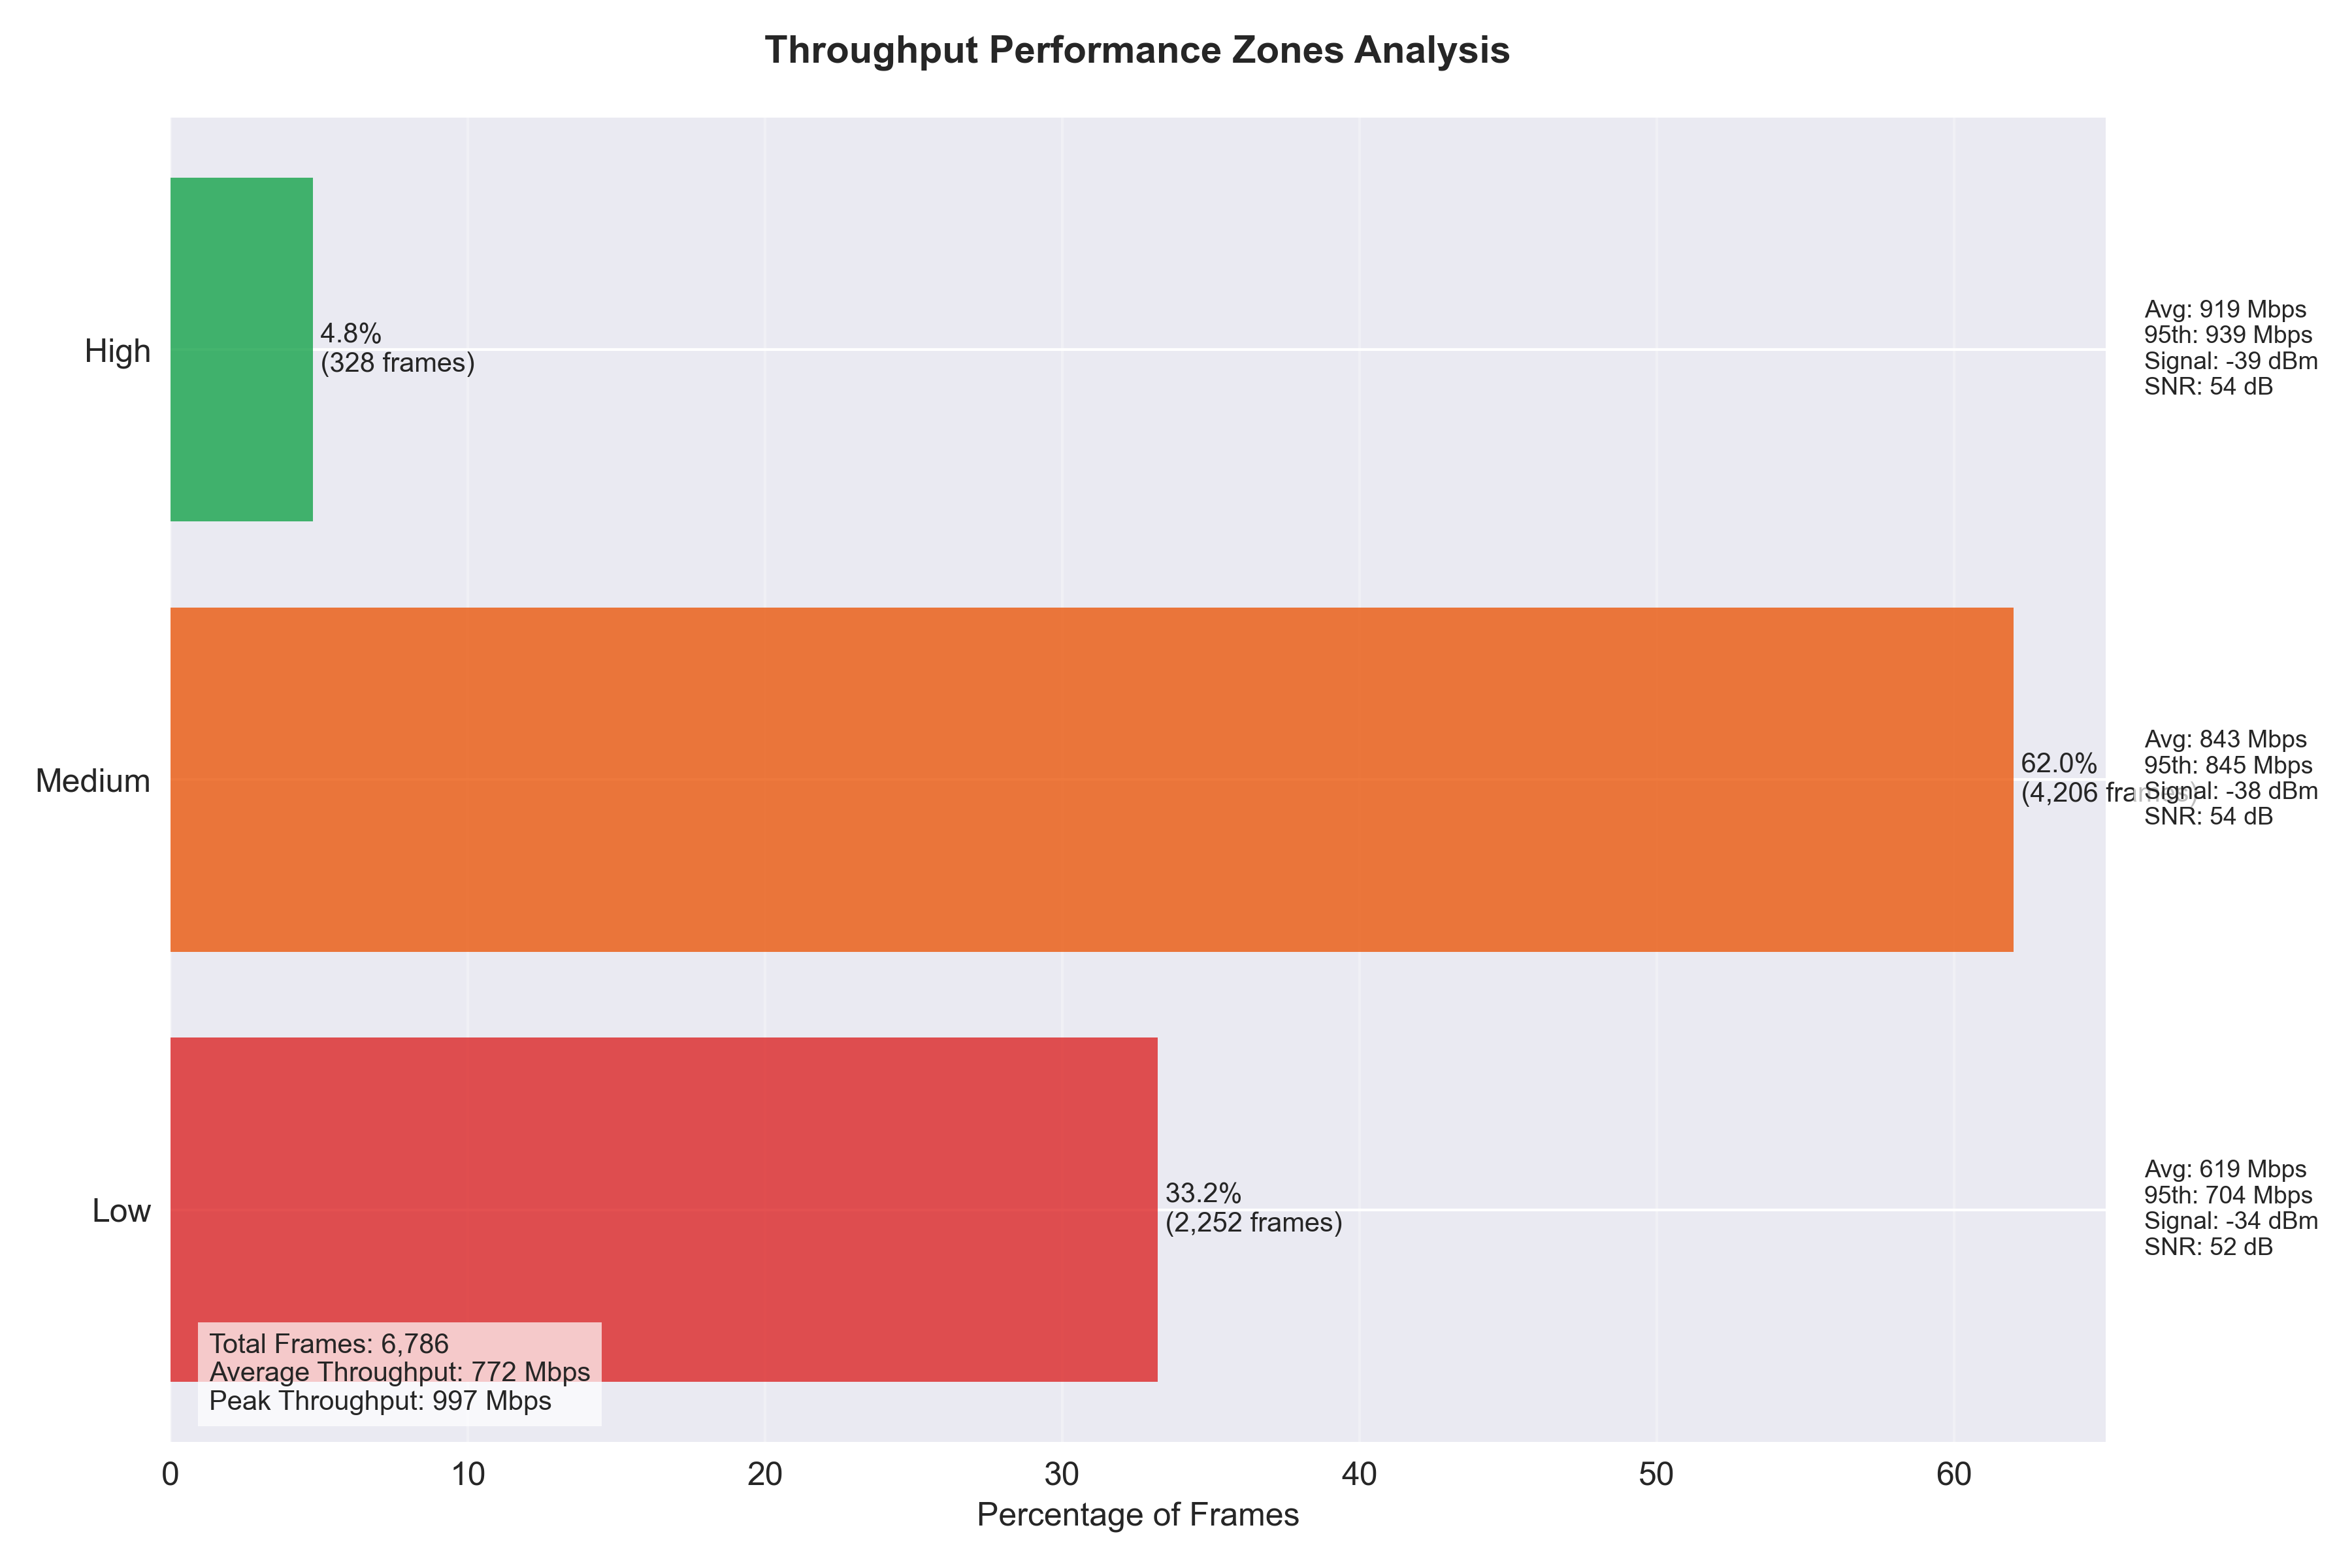 Throughput Performance Zones Analysis
High
4.8%
(328 frames)
Avg: 919 Mbps
95th: 939 Mbps
Signal: -39 dBm
SNR: 54 dB
Medium
62.0%
(4,206 frames)
Avg: 843 Mbps
95th: 845 Mbps
Signal: -38 dBm
SNR: 54 dB
Low
33.2%
(2,252 frames)
Avg: 619 Mbps
95th: 704 Mbps
Signal: -34 dBm
SNR: 52 dB
Total Frames: 6,786
Average Throughput: 772 Mbps
Peak Throughput: 997 Mbps
0 10 20 30 40 50 60
Percentage of Frames